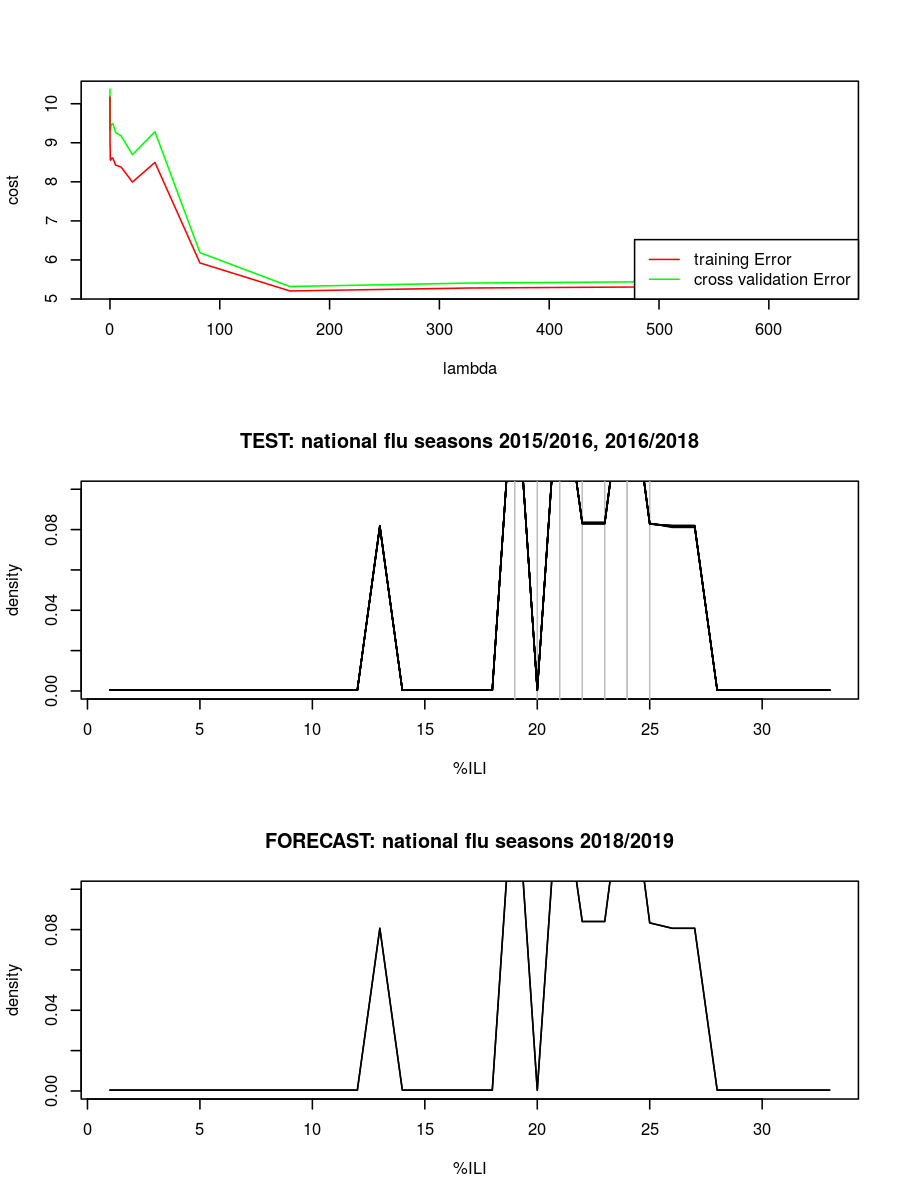 10
9
8
7
6
5
cost
training Error
cross validation Error
0 100 200 300 400 500 600
lambda
TEST: national flu seasons 2015/2016, 2016/2018
0.08
0.04
0.00
density
0 5 10 15 20 25 30
%ILI
FORECAST: national flu seasons 2018/2019
0.08
0.04
0.00
density
0 5 10 15 20 25 30
%ILI